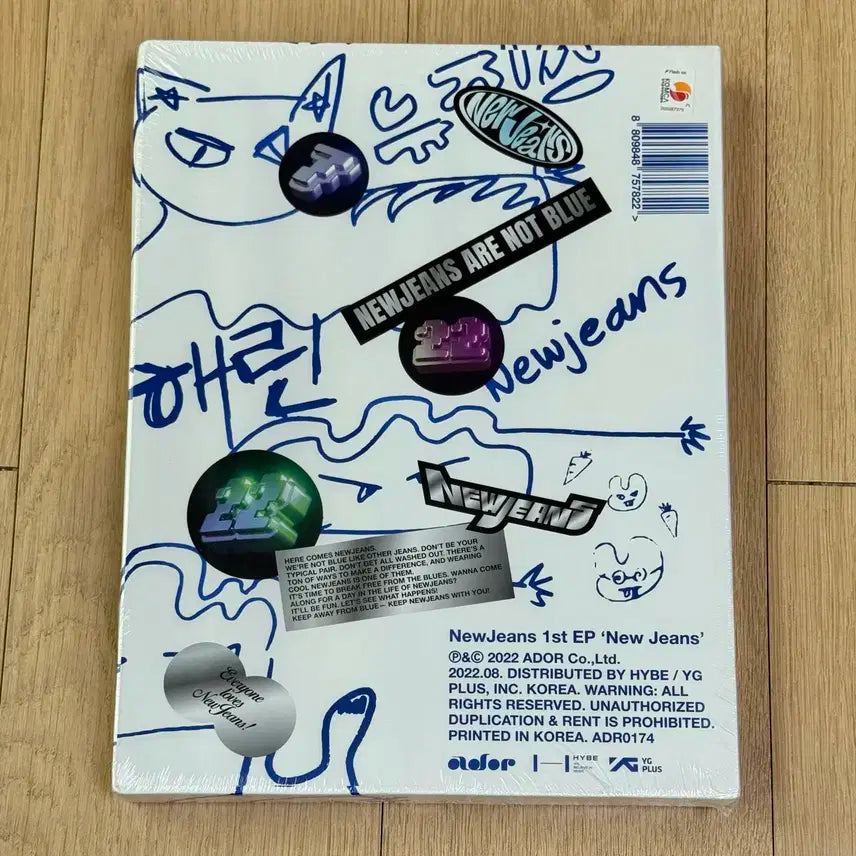 NewJeans
8 809848 757822 >
NEWJEANS ARE NOT BLUE
22
Newjeans
해린
22
NEWJEANS
HERE COMES NEWJEANS.
WE'RE NOT BLUE LIKE OTHER JEANS. DON'T BE YOUR
TYPICAL PAIR. DON'T GET ALL WASHED OUT. THERE'S A
TON OF WAYS TO MAKE A DIFFERENCE, AND WEARING
COOL NEWJEANS IS ONE OF THEM.
IT'S TIME TO BREAK FREE FROM THE BLUES. WANNA COME
ALONG FOR A DAY IN THE LIFE OF NEWJEANS?
IT'LL BE FUN. LET'S SEE WHAT HAPPENS!
KEEP AWAY FROM BLUE— KEEP NEWJEANS WITH YOU!
Everyone
loves
NewJeans!
NewJeans 1st EP ‘New Jeans’
℗&© 2022 ADOR Co.,Ltd.
2022.08. DISTRIBUTED BY HYBE / YG
PLUS, INC. KOREA. WARNING: ALL
RIGHTS RESERVED. UNAUTHORIZED
DUPLICATION & RENT IS PROHIBITED.
PRINTED IN KOREA. ADR0174
ador
HYBE
YG
PLUS